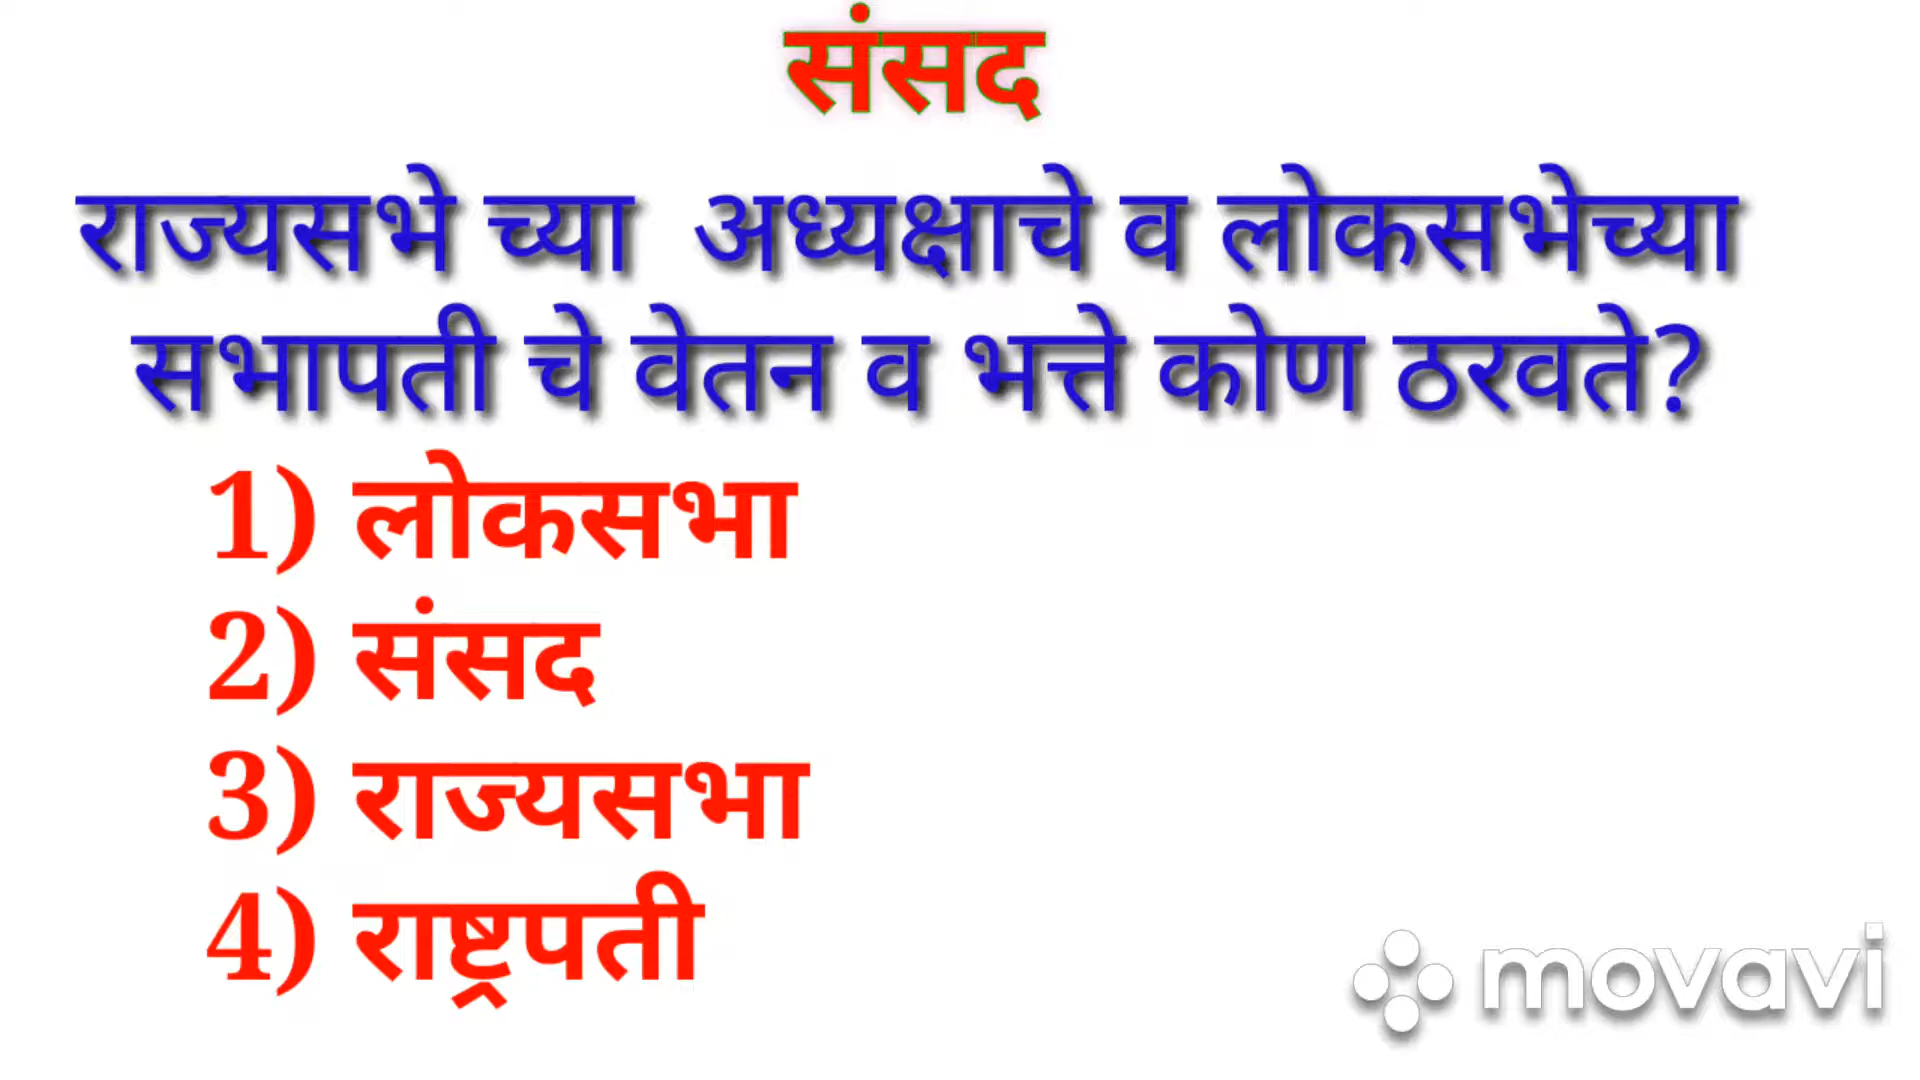 संसद
राज्यसभे च्या अध्यक्षाचे व लोकसभेच्या
सभापती चे वेतन व भत्ते कोण ठरवते?
1) लोकसभा
2) संसद
3) राज्यसभा
4) राष्ट्रपती
movavi